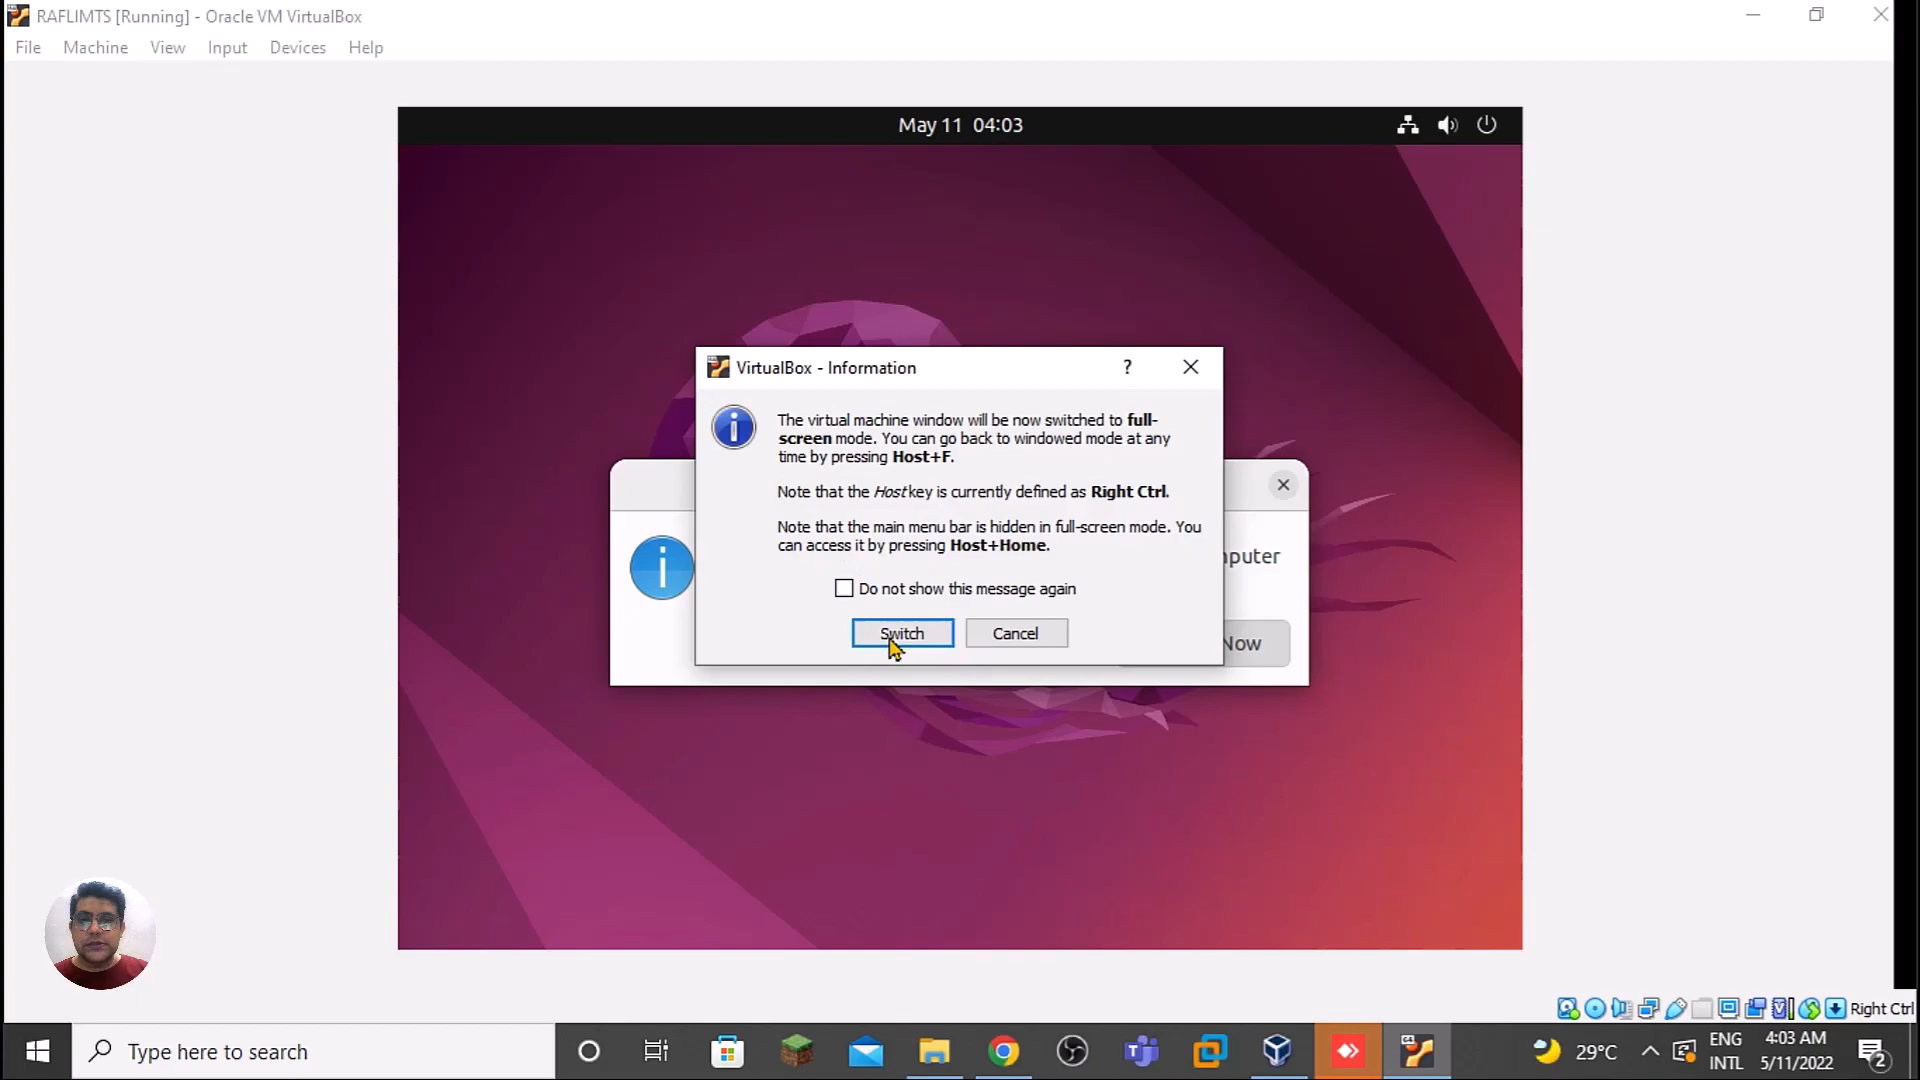 RAFLIMTS [Running] - Oracle VM VirtualBox
File Machine View Input Devices Help
May 11 04:03
VirtualBox - Information
?
The virtual machine window will be now switched to full-
screen mode. You can go back to windowed mode at any
time by pressing Host+F.
Note that the Host key is currently defined as Right Ctrl.
Note that the main menu bar is hidden in full-screen mode. You
can access it by pressing Host+Home.
Do not show this message again
Switch Cancel
mputer
Now
Right Ctrl
Type here to search
29°C
ENG
INTL
4:03 AM
5/11/2022
2